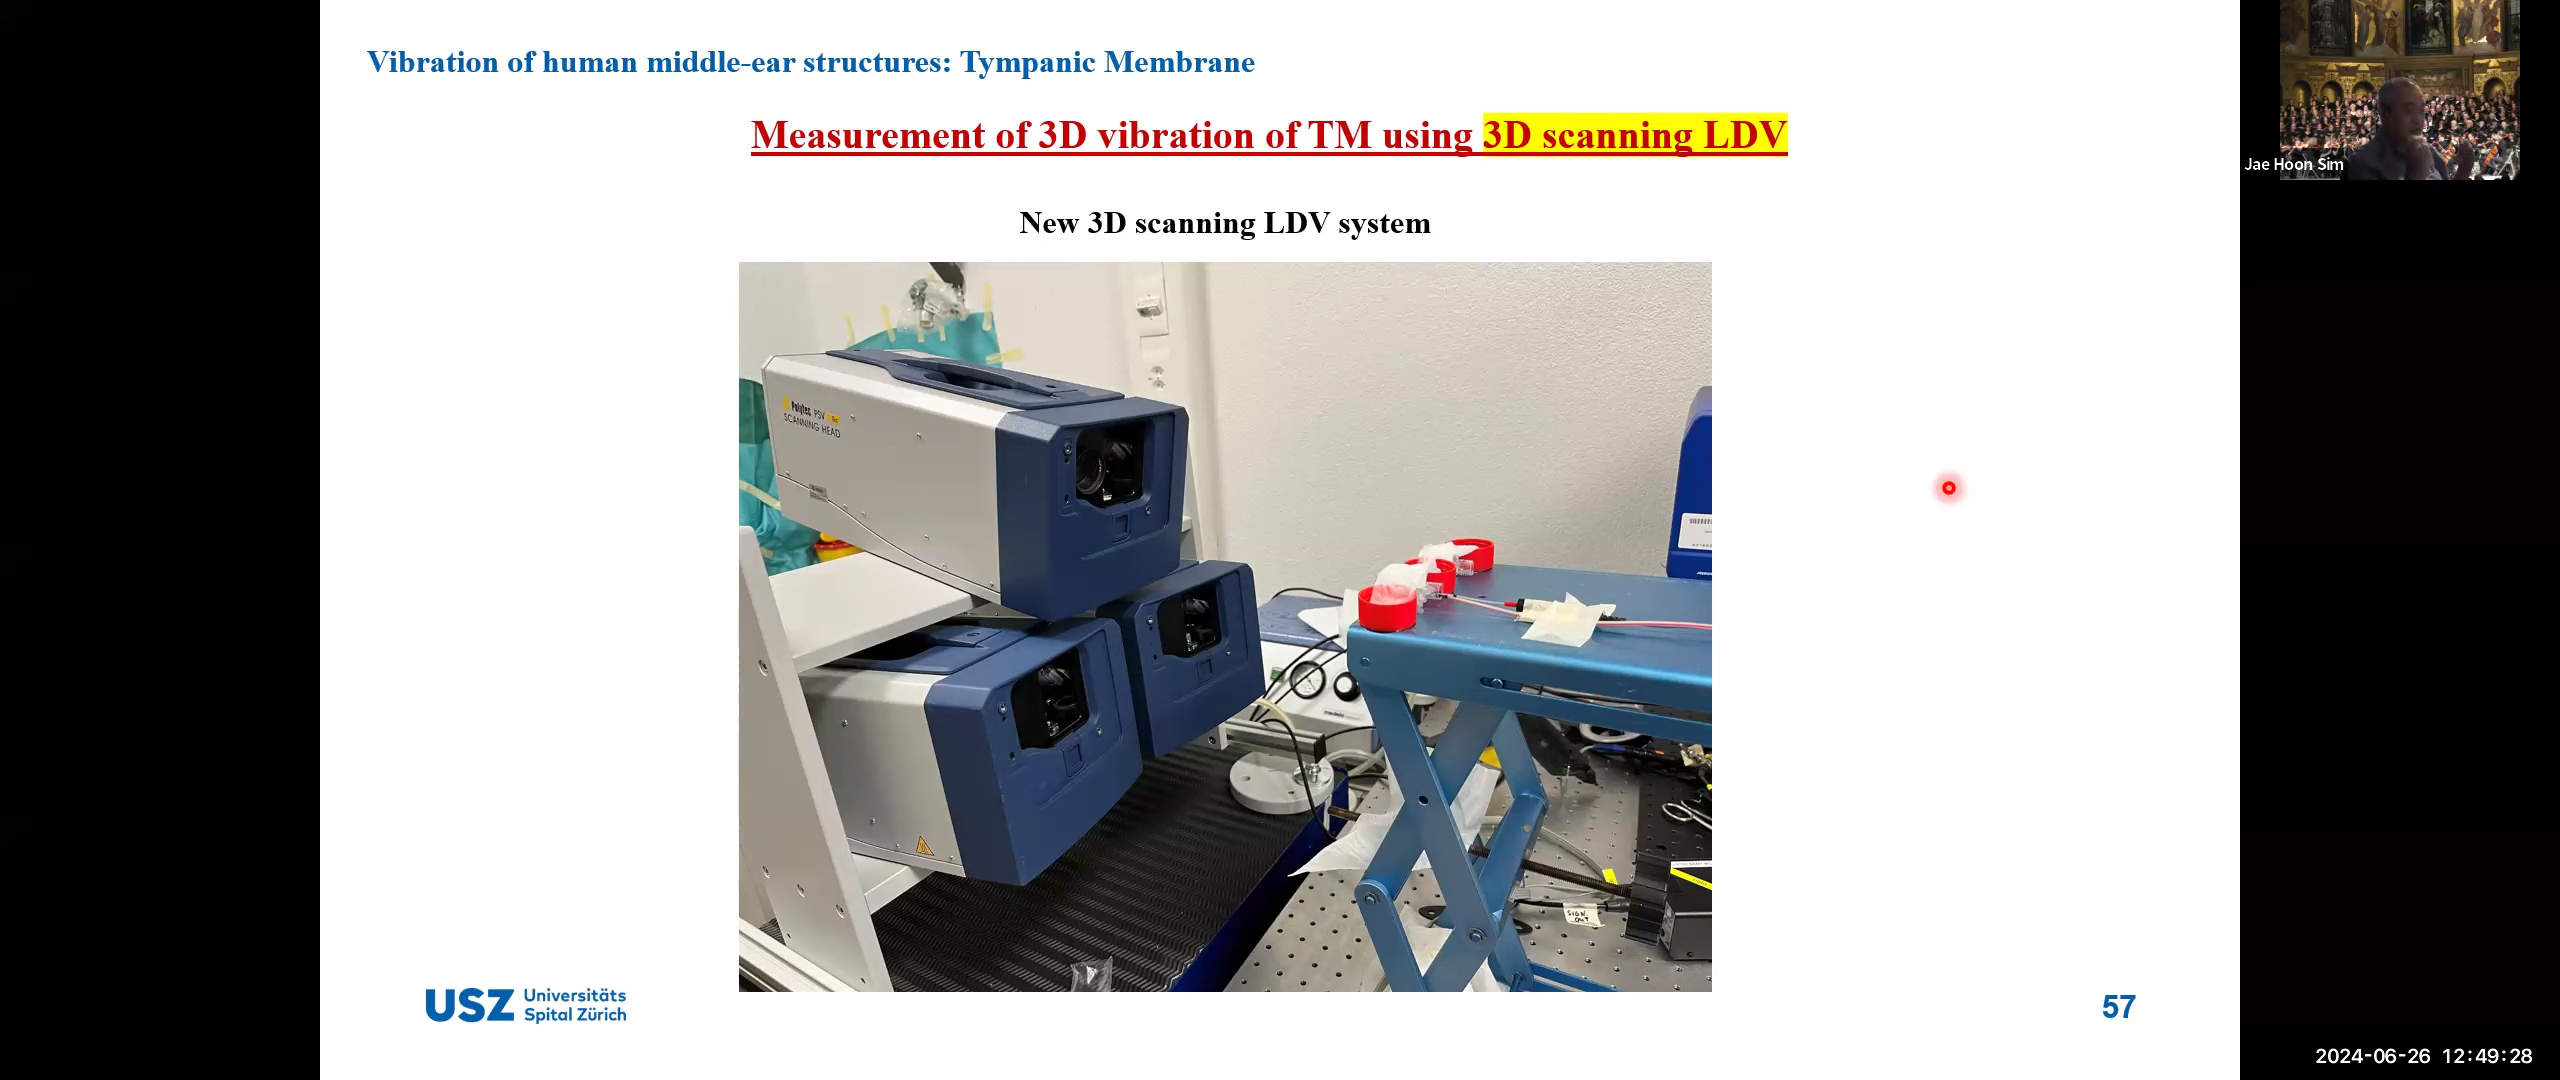 Vibration of human middle-ear structures: Tympanic Membrane
Measurement of 3D vibration of TM using 3D scanning LDV
New 3D scanning LDV system
Polytec PSV
SCANNING HEAD
SIGN
OUT
USZ Universitäts
Spital Zürich
57
Jae Hoon Sim
2024-06-26 12:49:28